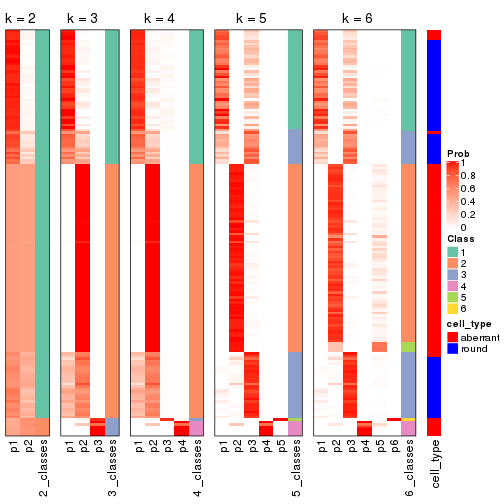 k = 2 k = 3 k = 4 k = 5 k = 6
Prob
1
0.8
0.6
0.4
0.2
0
Class
1
2
3
4
5
6
cell_type
aberrant
round
p1 p2 2_classes p1 p2 p3 3_classes p1 p2 p3 p4 4_classes p1 p2 p3 p4 p5 5_classes p1 p2 p3 p4 p5 p6 6_classes cell_type